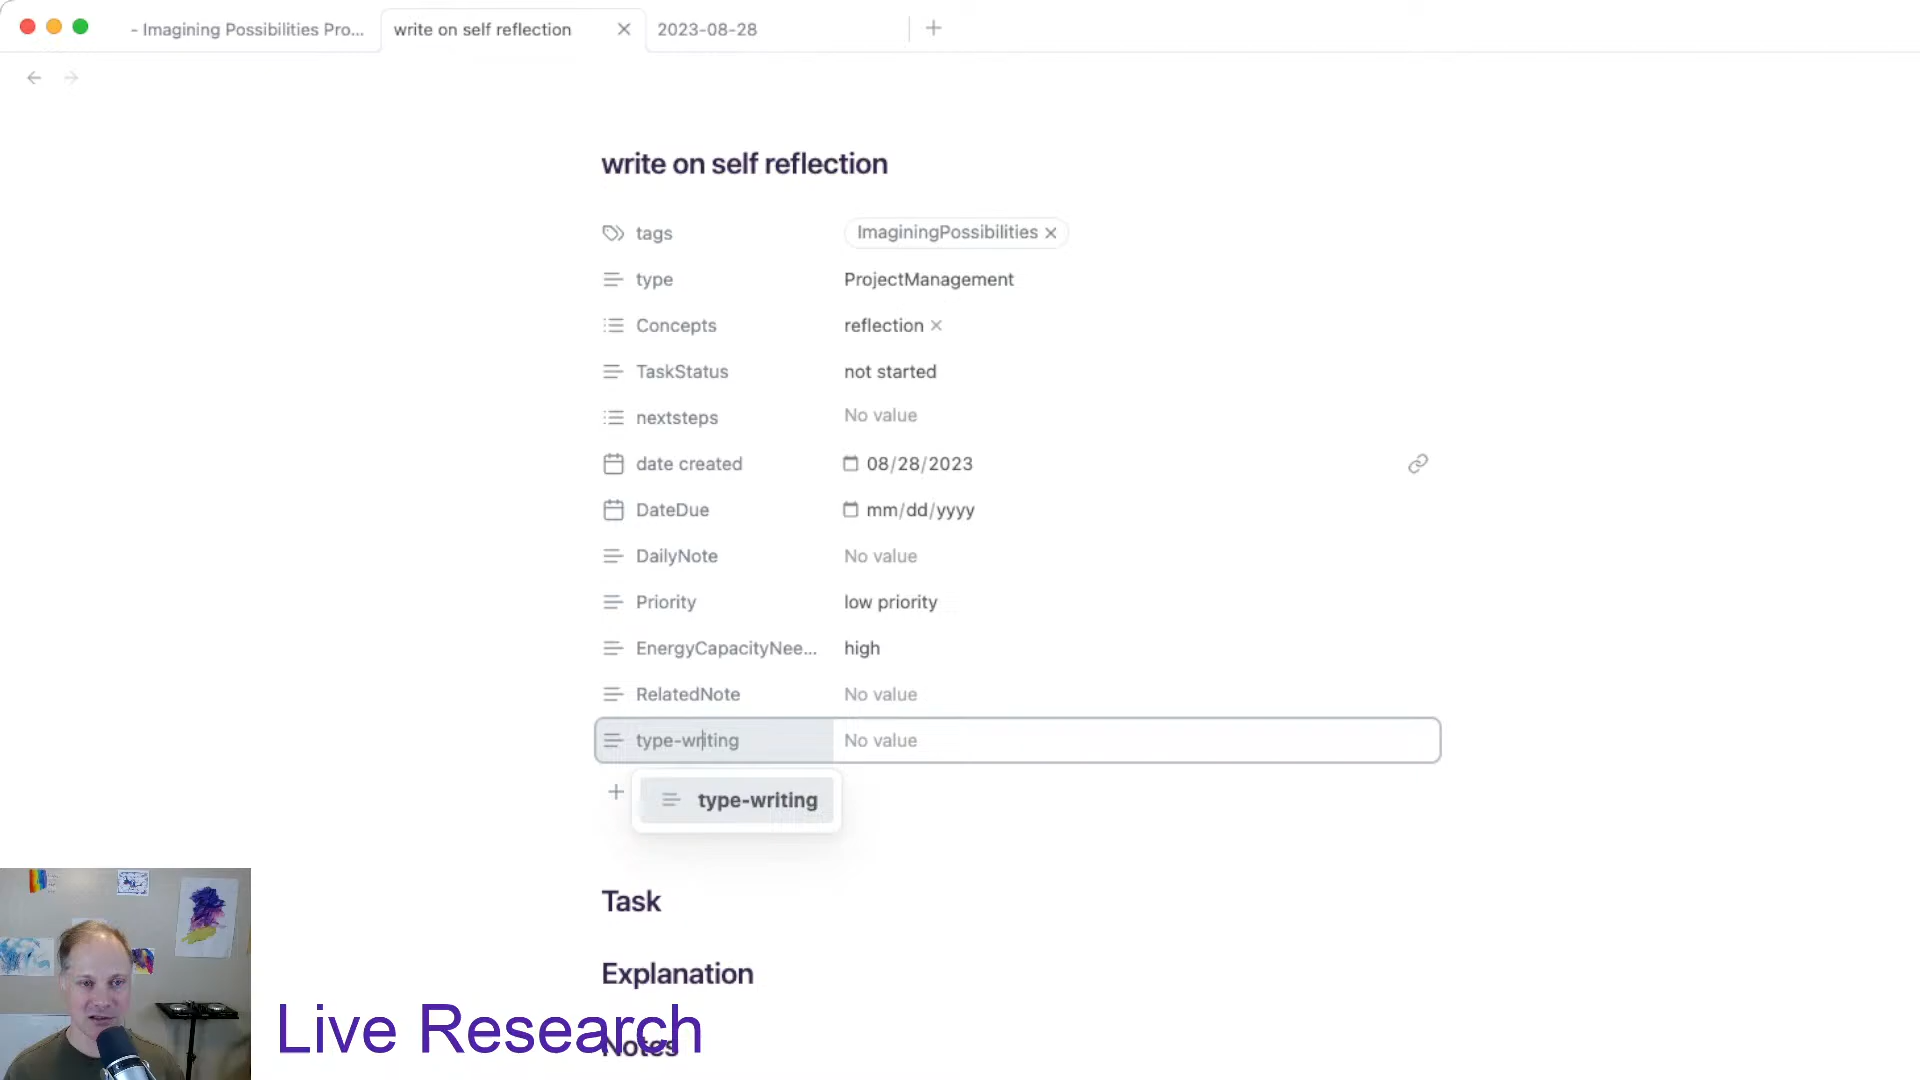 - Imagining Possibilities Pro...
write on self reflection
2023-08-28
write on self reflection
tags ImaginingPossibilities
type ProjectManagement
Concepts reflection
TaskStatus not started
nextsteps No value
date created 08/28/2023
DateDue mm/dd/yyyy
DailyNote No value
Priority low priority
EnergyCapacityNee... high
RelatedNote No value
type-writing No value
type-writing
Task
Explanation
Live Research
Notes